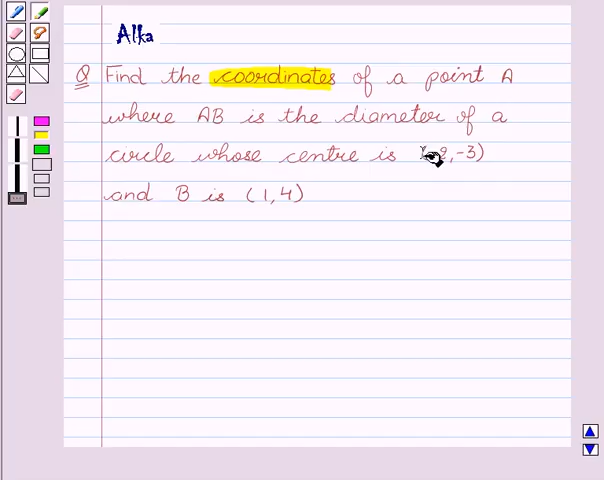 Alka
Q Find the coordinates of a point A
where AB is the diameter of a
circle whose centre is (2,-3)
and B is (1,4)